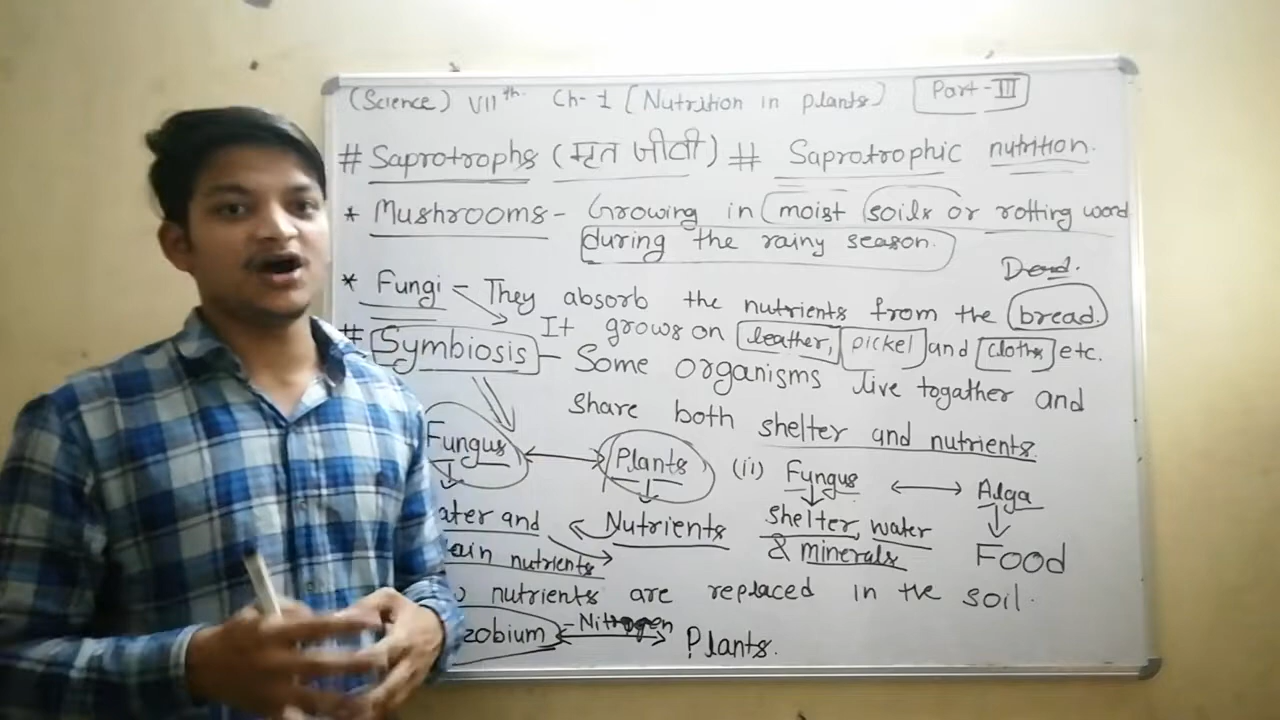 (Science) VIIth. Ch-1 [Nutrition in plants) Part-III
# Saprotrophs (मृत जीवी) # Saprotrophic nutrition.
* Mushrooms - Growing in moist soils or rotting word
during the rainy season.
Dead.
* Fungi - They absorb the nutrients from the bread.
It grows on leather, pickel and cloths etc.
# Symbiosis - Some organisms live togather and
share both shelter and nutrients.
Fungus ↔ Plants (ii) Fungus ↔ Alga
ater and Nutrients shelter, water Food
ain nutrients & minerals
nutrients are replaced in the soil.
zobium - Nitrogen Plants.